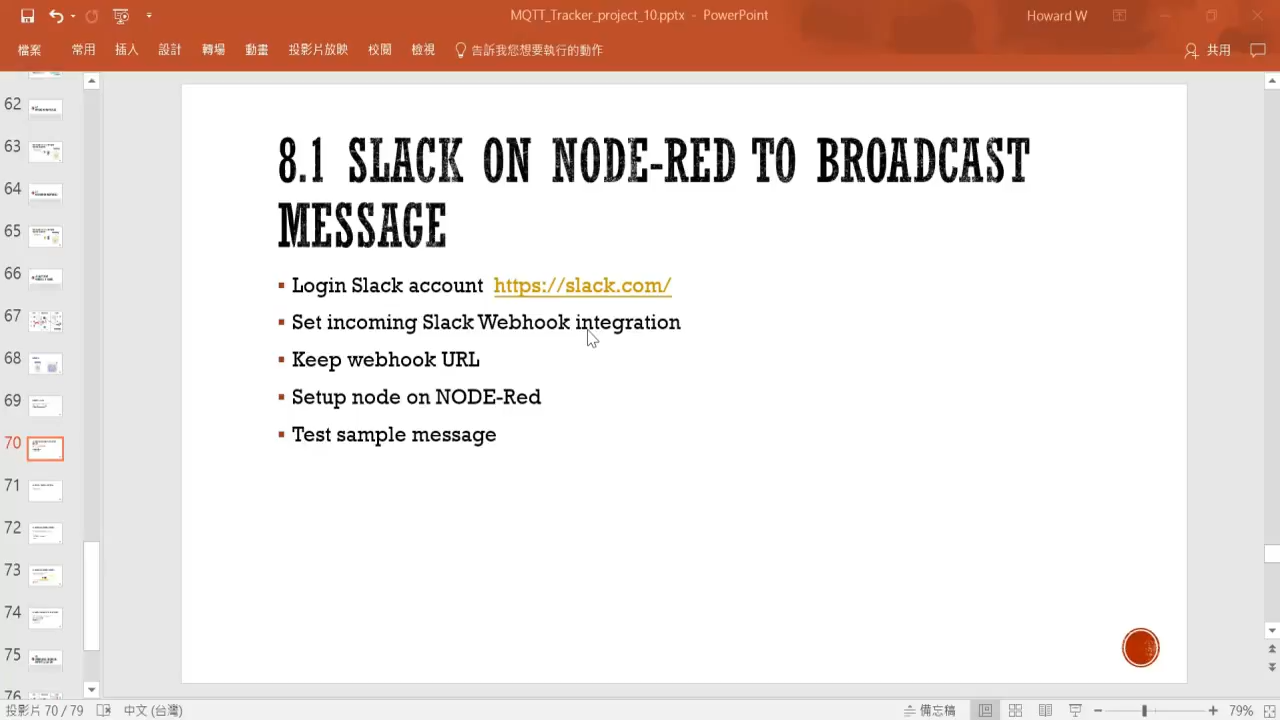 MQTT_Tracker_project_10.pptx - PowerPoint
Howard W
檔案 常用 插入 設計 轉場 動畫 投影片放映 校閱 檢視 告訴我您想要執行的動作 共用
62
63
64
65
66
67
68
69
70
71
72
73
74
75
76
8.1 SLACK ON NODE-RED TO BROADCAST
MESSAGE
▪ Login Slack account https://slack.com/
▪ Set incoming Slack Webhook integration
▪ Keep webhook URL
▪ Setup node on NODE-Red
▪ Test sample message
投影片 70 / 79 中文 (台灣) 備忘稿 79%